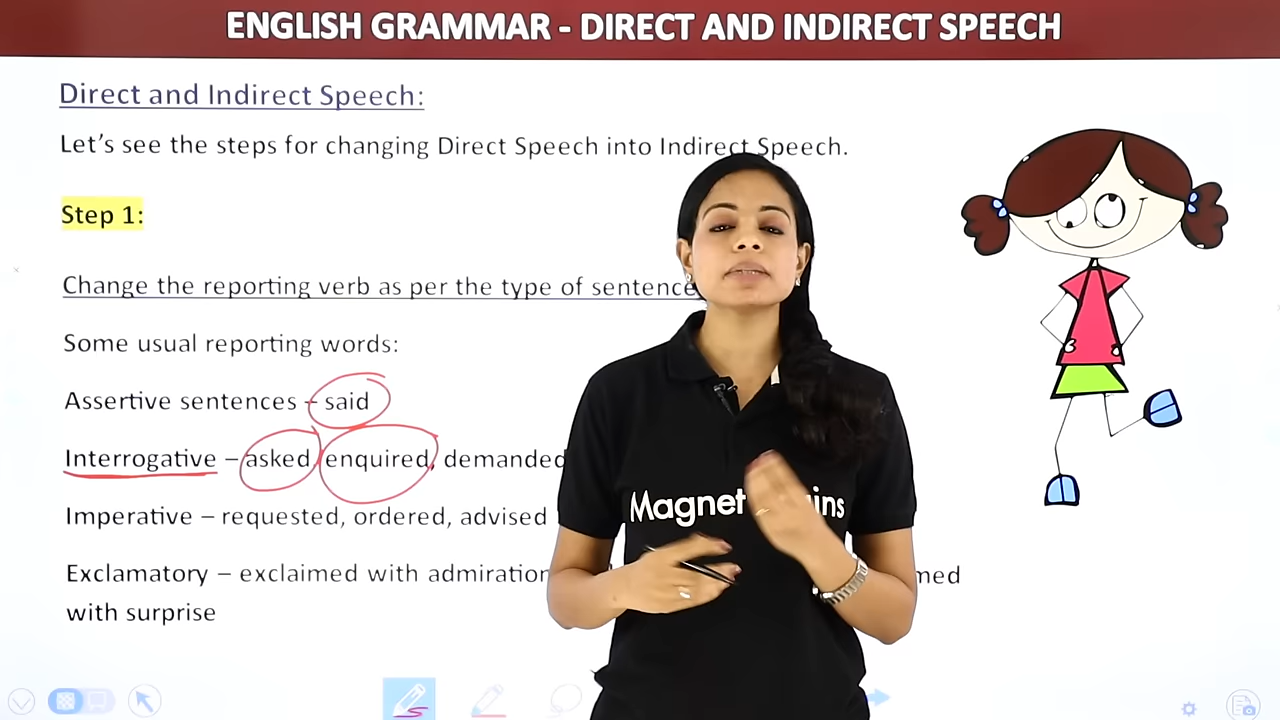 ENGLISH GRAMMAR - DIRECT AND INDIRECT SPEECH
Direct and Indirect Speech:
Let's see the steps for changing Direct Speech into Indirect Speech.
Step 1:
Change the reporting verb as per the type of sentence
Some usual reporting words:
Assertive sentences – said
Interrogative – asked, enquired, demanded
Imperative – requested, ordered, advised
Exclamatory – exclaimed with
with surprise
Magnet